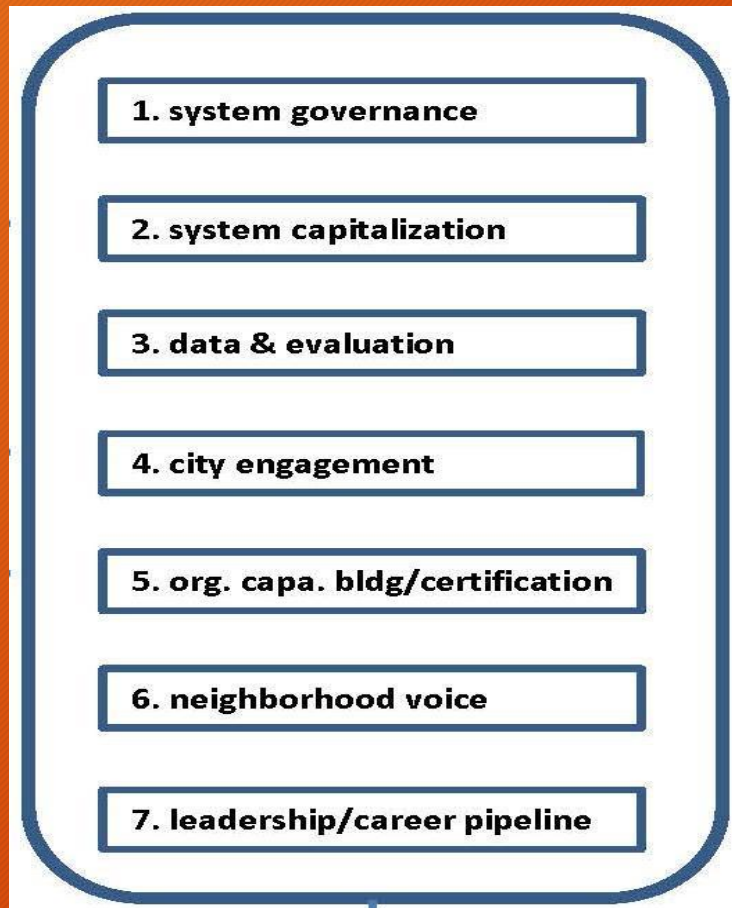 1. system governance
2. system capitalization
3. data & evaluation
4. city engagement
5. org. capa. bldg/certification
6. neighborhood voice
7. leadership/career pipeline